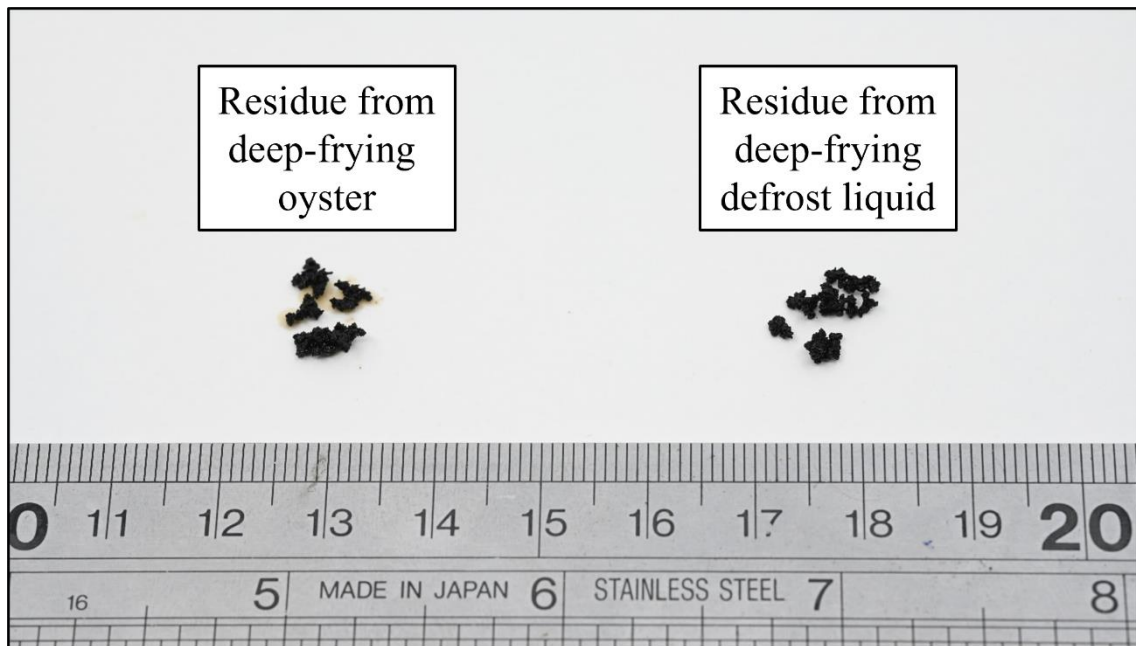 Residue from
deep-frying
oyster
Residue from
deep-frying
defrost liquid
0 11 12 13 14 15 16 17 18 19 20
16 5 MADE IN JAPAN 6 STAINLESS STEEL 7 8